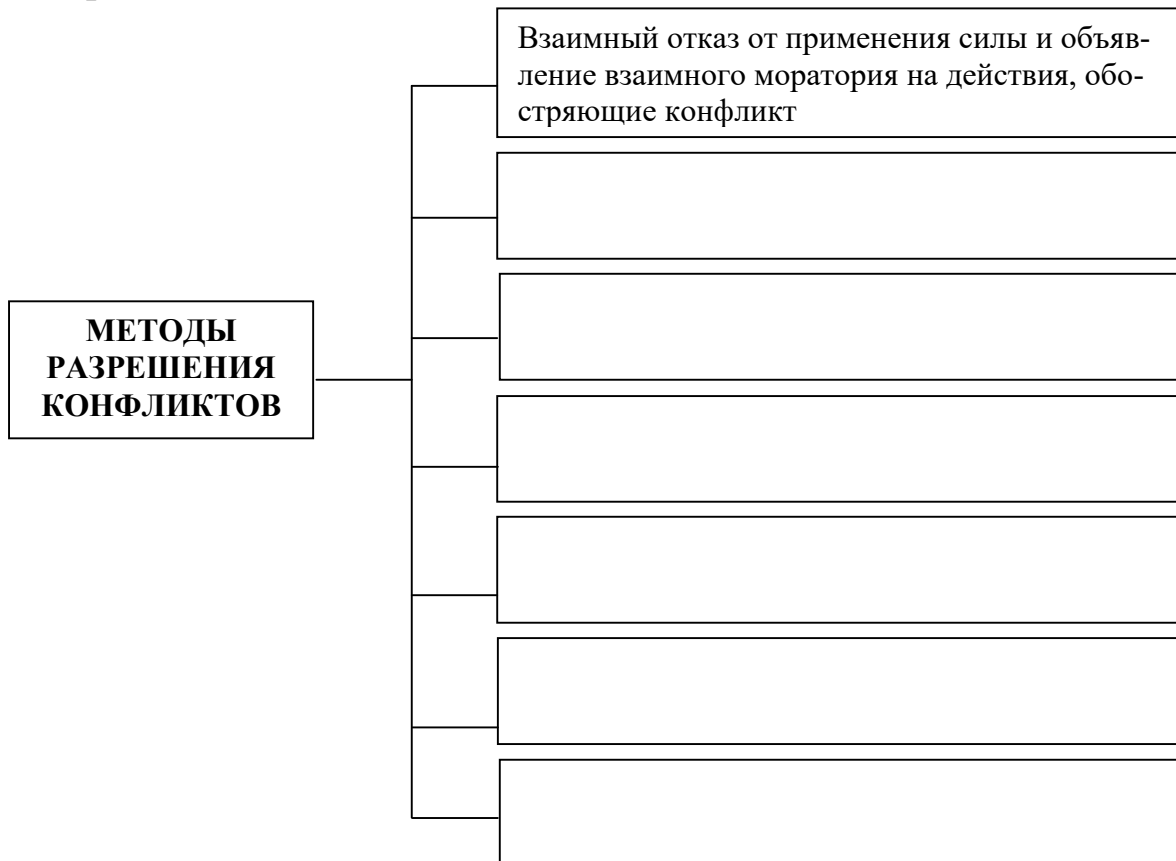 Взаимный отказ от применения силы и объяв-
ление взаимного моратория на действия, обо-
стряющие конфликт
МЕТОДЫ
РАЗРЕШЕНИЯ
КОНФЛИКТОВ